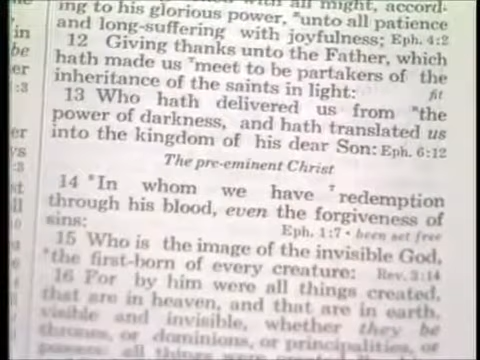 ing to his glorious power, *unto all patience
and long-suffering with joyfulness; Eph. 4:2
12 Giving thanks unto the Father, which
hath made us *meet to be partakers of the
inheritance of the saints in light: fit
13 Who hath delivered us from *the
power of darkness, and hath translated us
into the kingdom of his dear Son: Eph. 6:12
The pre-eminent Christ
14 *In whom we have redemption
through his blood, even the forgiveness of
sins: Eph. 1:7 • been set free
15 Who is the image of the invisible God,
*the first-born of every creature: Rev. 3:14
16 For by him were all things created,
that are in heaven, and that are in earth,
visible and invisible, whether they be
thrones, or dominions, or principalities, or
in
be
er
:3
er